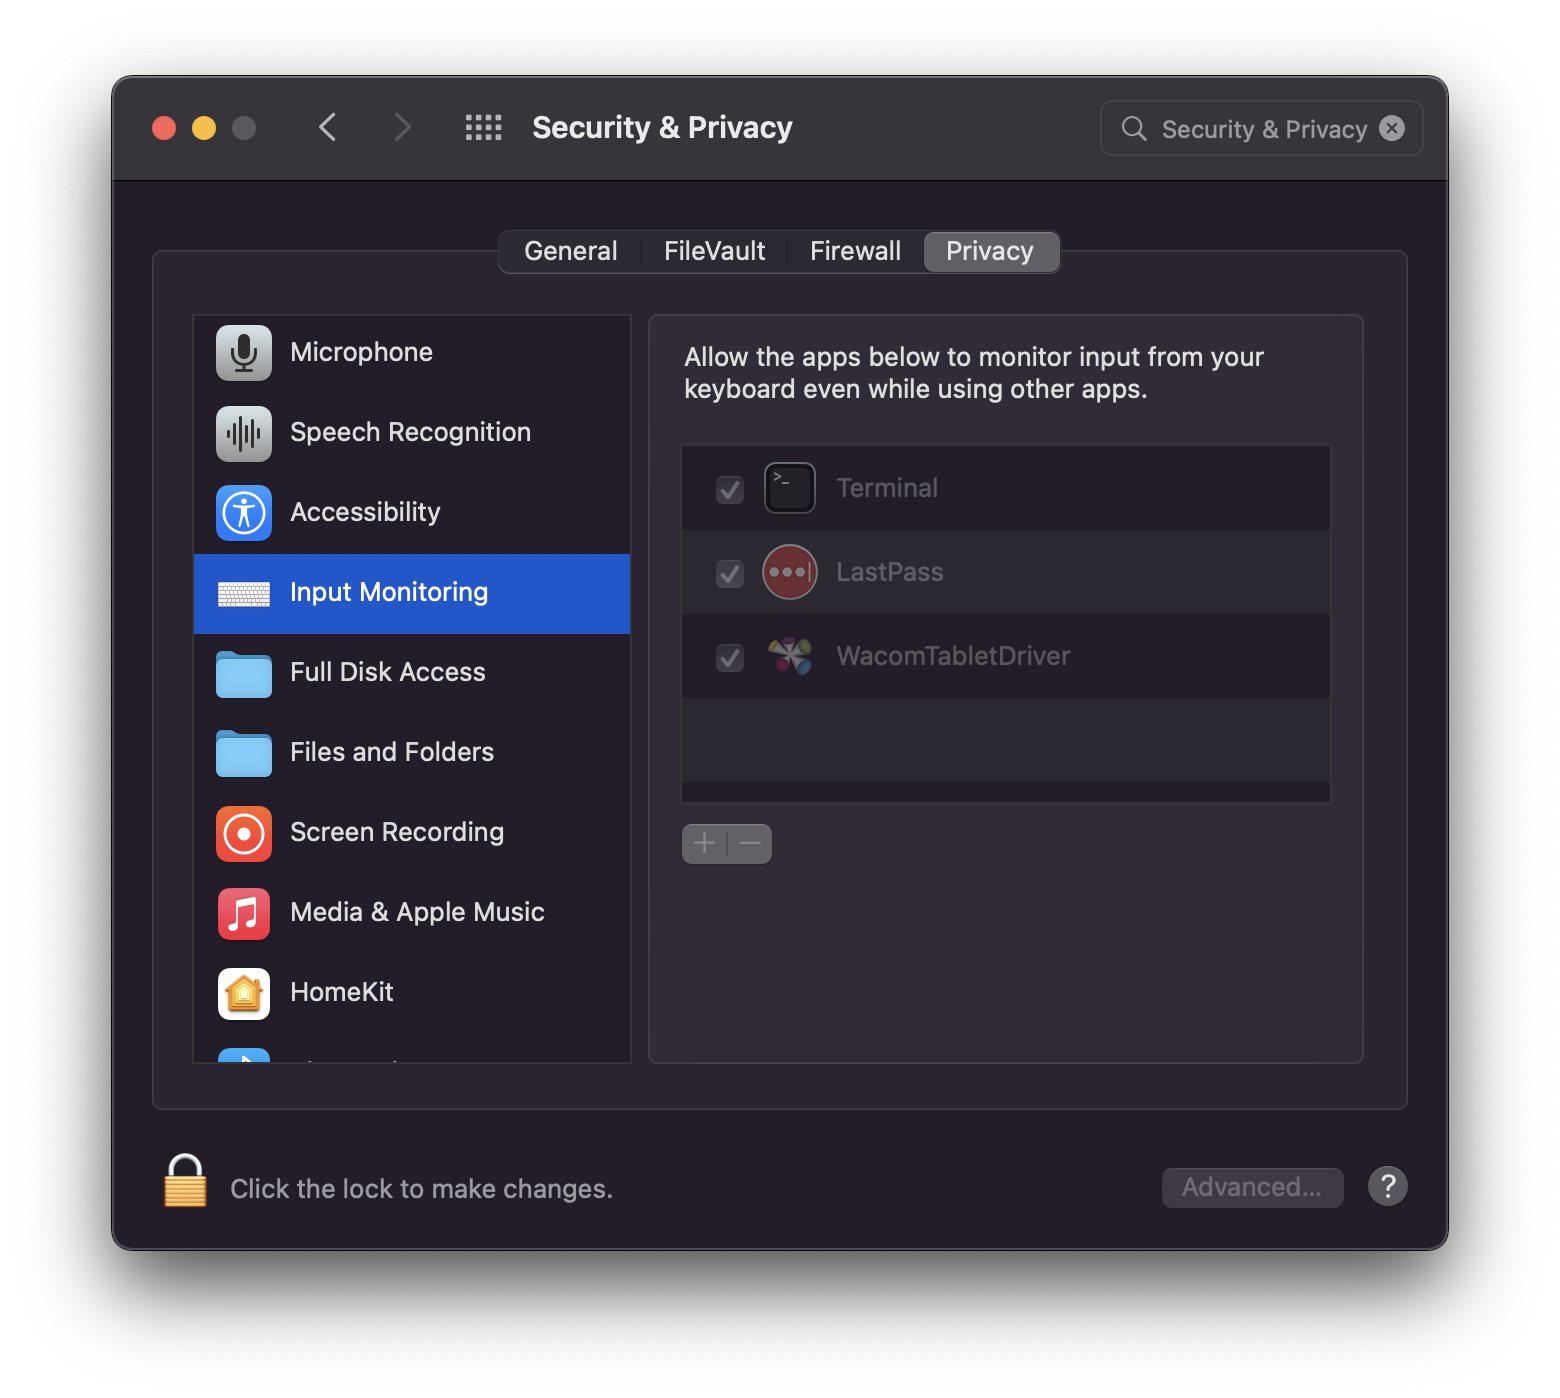 Security & Privacy
Security & Privacy
General
FileVault
Firewall
Privacy
Microphone
Speech Recognition
Accessibility
Input Monitoring
Full Disk Access
Files and Folders
Screen Recording
Media & Apple Music
HomeKit
Allow the apps below to monitor input from your
keyboard even while using other apps.
>_
Terminal
LastPass
WacomTabletDriver
Click the lock to make changes.
Advanced...
?